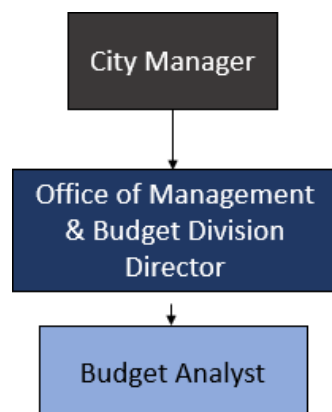 City Manager
Office of Management
& Budget Division
Director
Budget Analyst